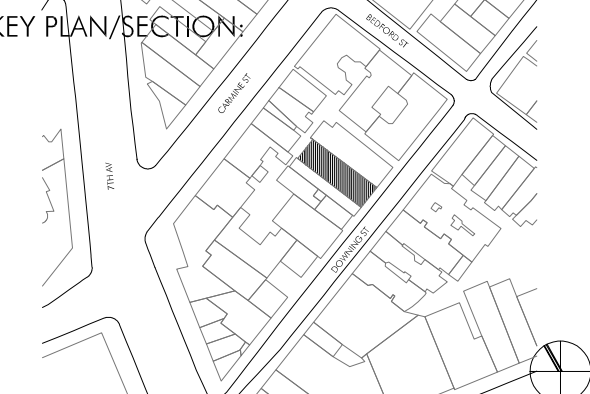 KEY PLAN/SECTION:
BEDFORD ST
CARMINE ST
7TH AV
DOWNING ST